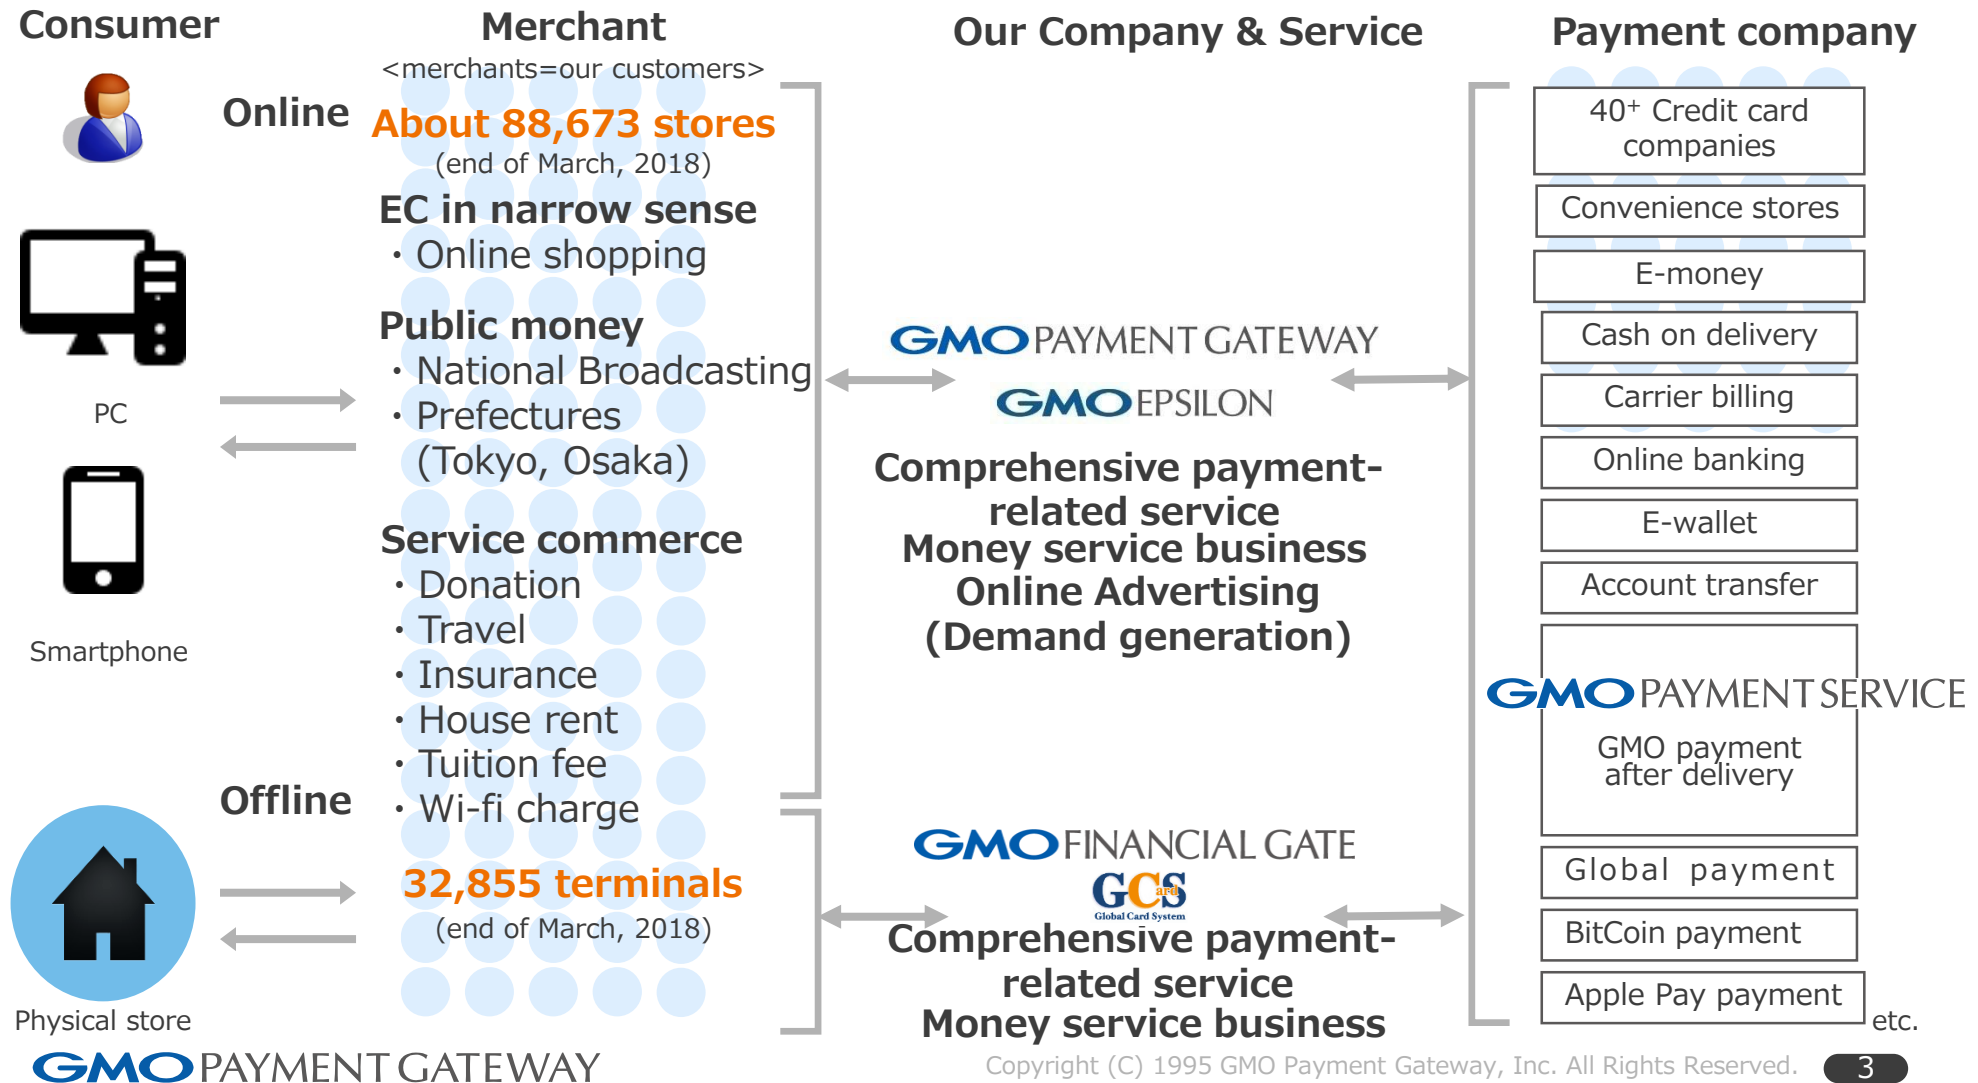 Consumer
PC
Smartphone
Physical store
Online
Offline
Merchant
<merchants=our customers>
About 88,673 stores
(end of March, 2018)
EC in narrow sense
・Online shopping
Public money
・National Broadcasting
・Prefectures
(Tokyo, Osaka)
Service commerce
・Donation
・Travel
・Insurance
・House rent
・Tuition fee
・Wi-fi charge
32,855 terminals
(end of March, 2018)
Our Company & Service
GMO PAYMENT GATEWAY
GMO EPSILON
Comprehensive payment-
related service
Money service business
Online Advertising
(Demand generation)
GMO FINANCIAL GATE
GCardS
Global Card System
Comprehensive payment-
related service
Money service business
Payment company
40+ Credit card
companies
Convenience stores
E-money
Cash on delivery
Carrier billing
Online banking
E-wallet
Account transfer
GMO PAYMENT SERVICE
GMO payment
after delivery
Global payment
BitCoin payment
Apple Pay payment
etc.
GMO PAYMENT GATEWAY
Copyright (C) 1995 GMO Payment Gateway, Inc. All Rights Reserved.
3